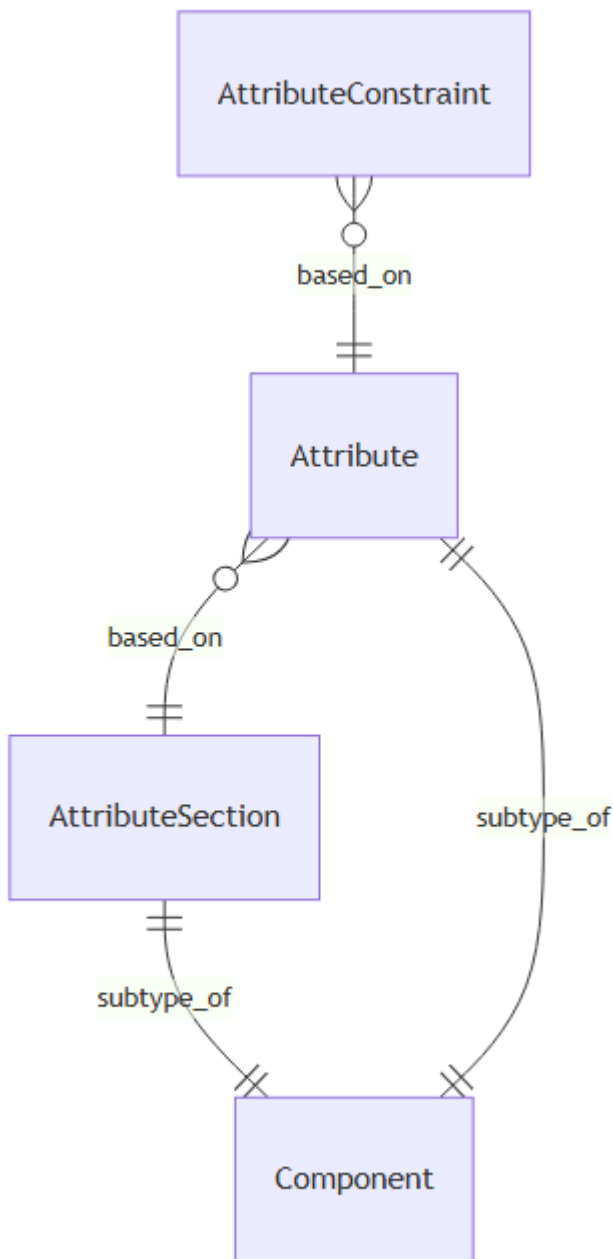 AttributeConstraint
based_on
Attribute
based_on
AttributeSection
subtype_of
subtype_of
Component